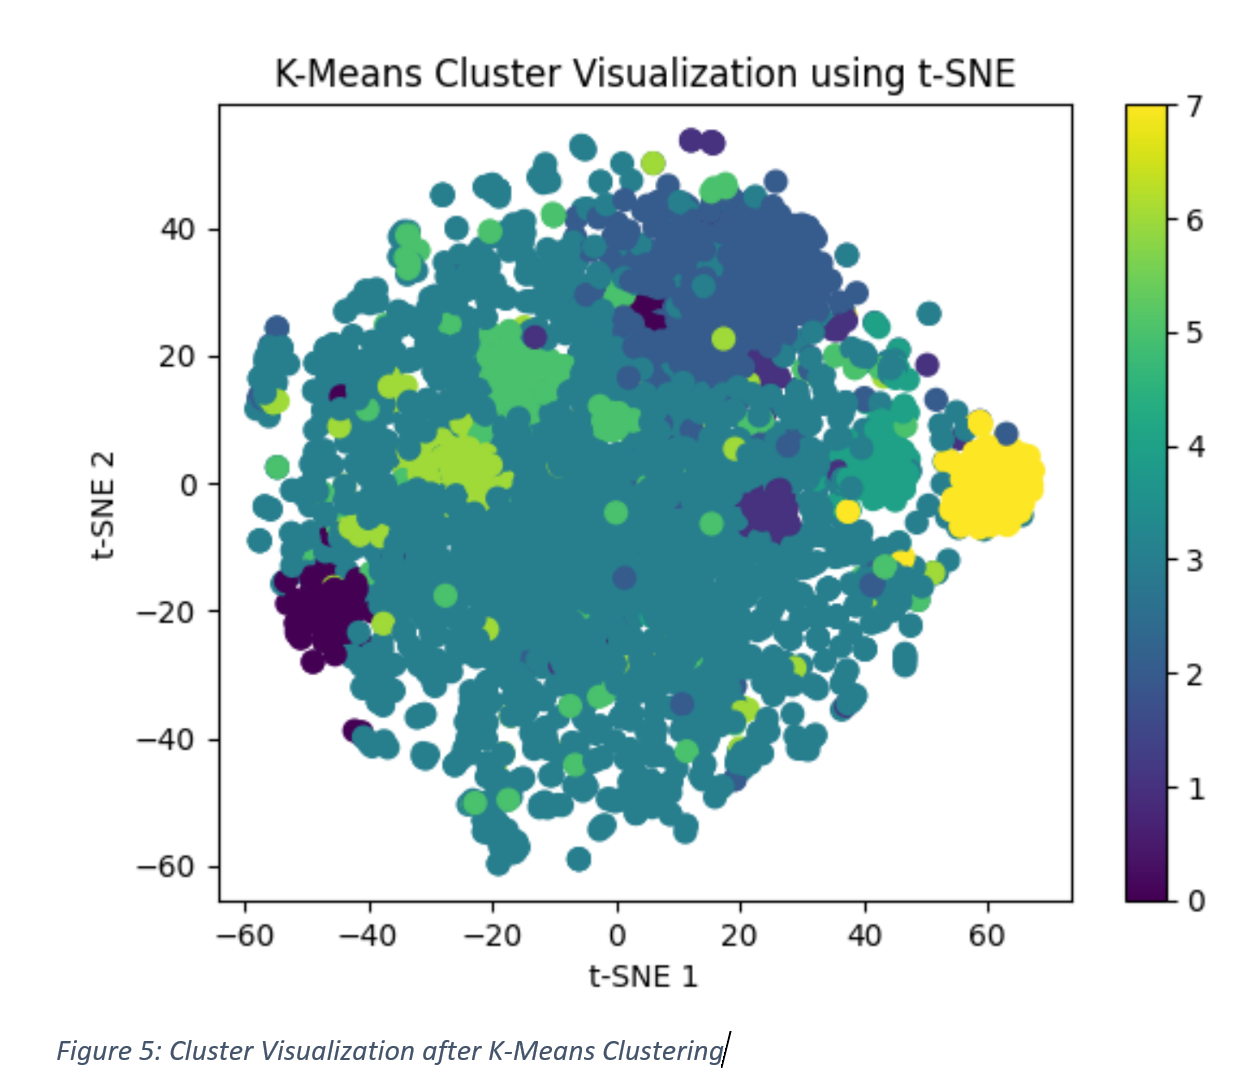 K-Means Cluster Visualization using t-SNE
7
6
5
4
3
2
1
0
40
20
0
−20
−40
−60
t-SNE 2
−60 −40 −20 0 20 40 60
t-SNE 1
Figure 5: Cluster Visualization after K-Means Clustering